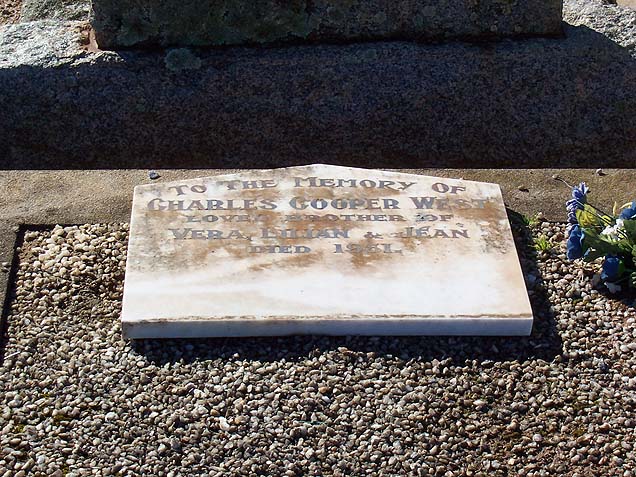 To The Memory Of
Charles Cooper West
Loved Brother Of
Vera, Lilian & Jean
Died